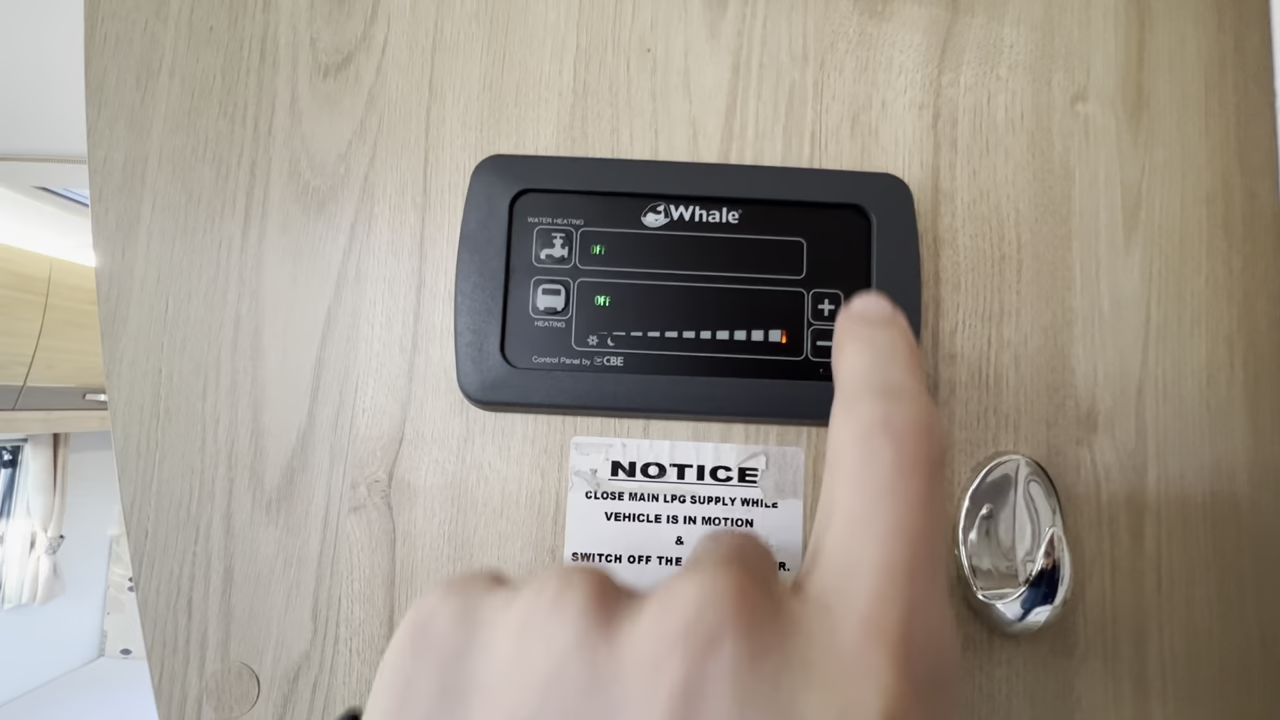 Whale
WATER HEATING
Off
Off
+
HEATING
−
Control Panel by CBE
NOTICE
CLOSE MAIN LPG SUPPLY WHILE
VEHICLE IS IN MOTION
&
SWITCH OFF THE